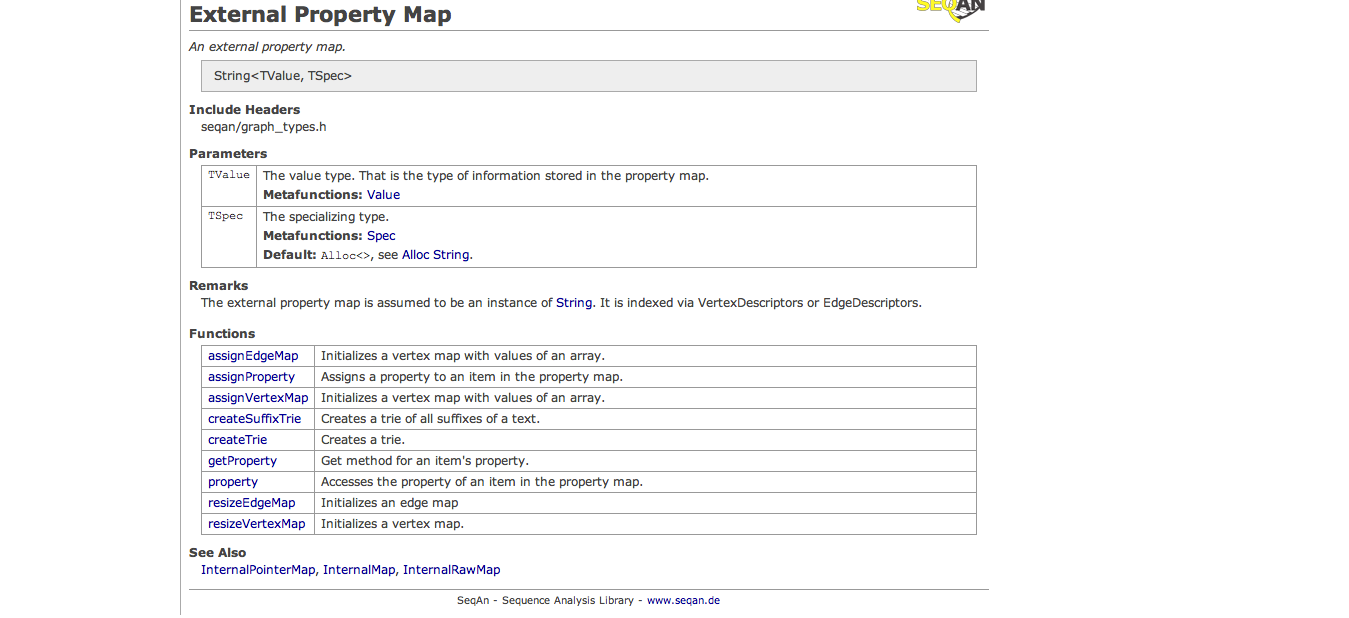 External Property Map
SEQAN
An external property map.
String<TValue, TSpec>
Include Headers
seqan/graph_types.h
Parameters
TValue The value type. That is the type of information stored in the property map.
Metafunctions: Value
TSpec The specializing type.
Metafunctions: Spec
Default: Alloc<>, see Alloc String.
Remarks
The external property map is assumed to be an instance of String. It is indexed via VertexDescriptors or EdgeDescriptors.
Functions
assignEdgeMap Initializes a vertex map with values of an array.
assignProperty Assigns a property to an item in the property map.
assignVertexMap Initializes a vertex map with values of an array.
createSuffixTrie Creates a trie of all suffixes of a text.
createTrie Creates a trie.
getProperty Get method for an item's property.
property Accesses the property of an item in the property map.
resizeEdgeMap Initializes an edge map
resizeVertexMap Initializes a vertex map.
See Also
InternalPointerMap, InternalMap, InternalRawMap
SeqAn - Sequence Analysis Library - www.seqan.de